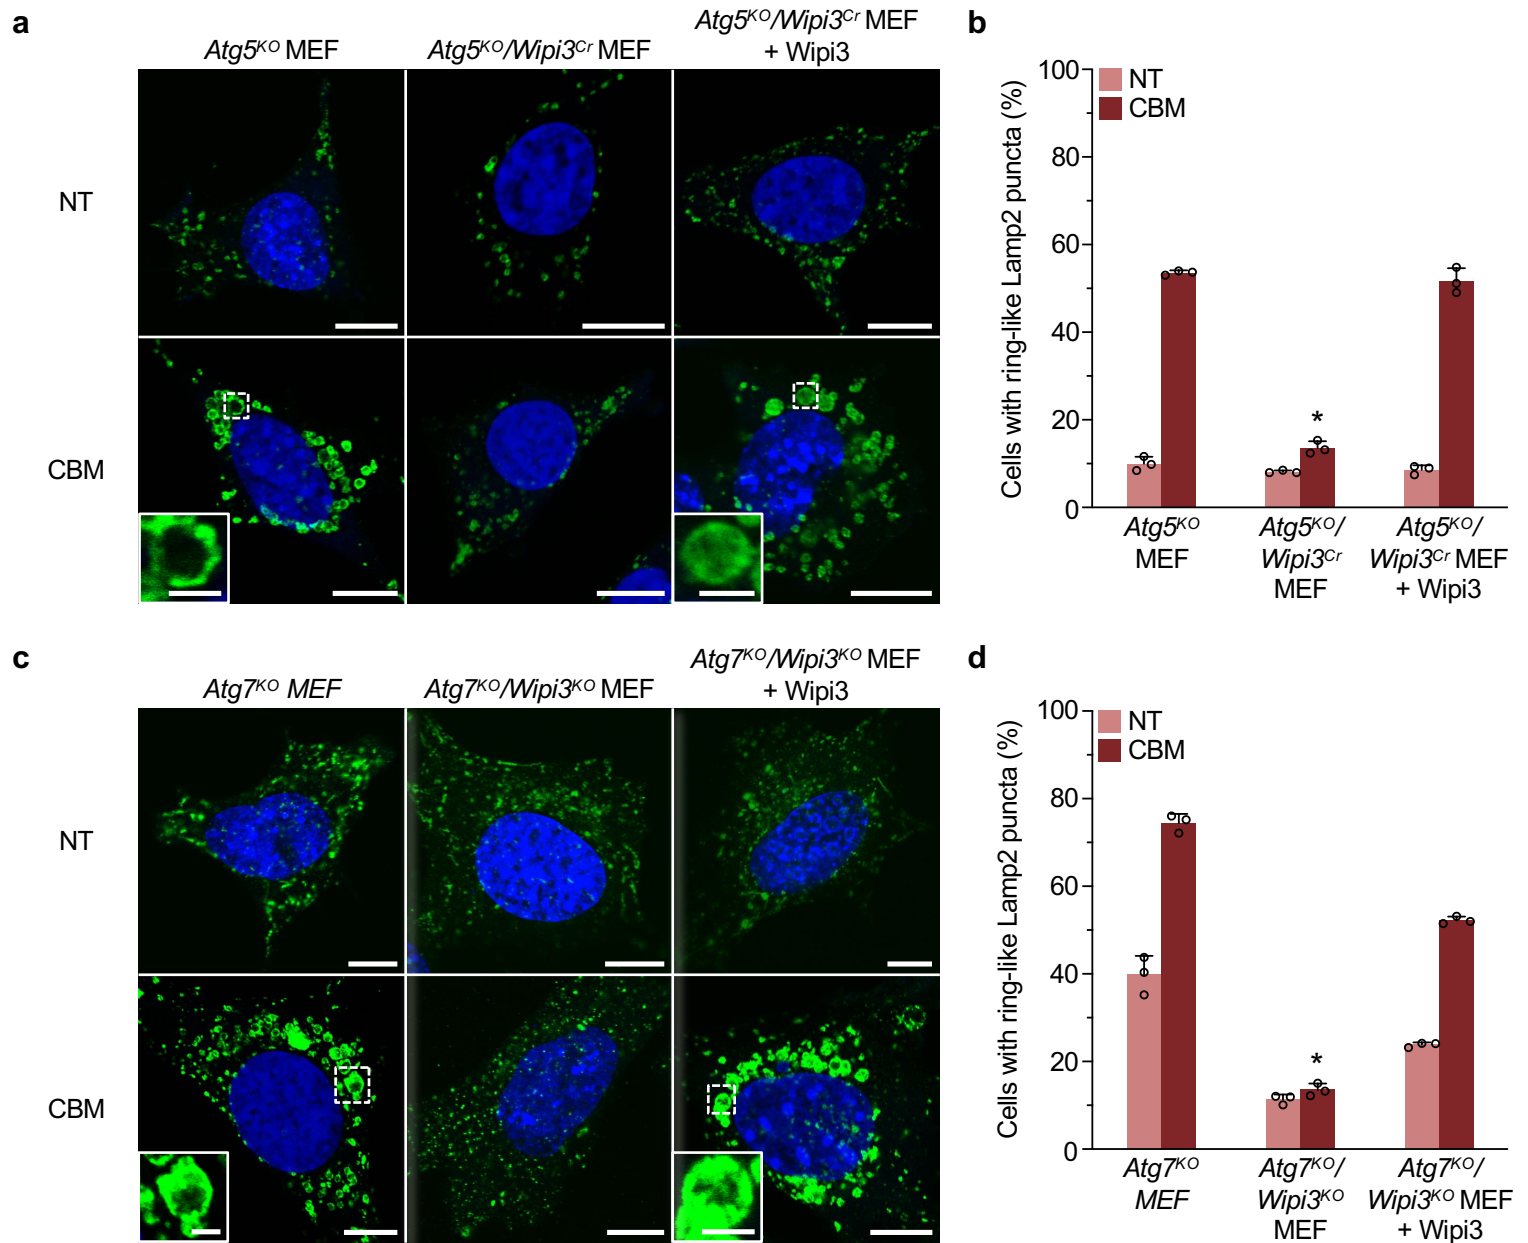 a
Atg5KO MEF
Atg5KO/Wipi3Cr MEF
Atg5KO/Wipi3Cr MEF
+ Wipi3
NT
CBM
b
Cells with ring-like Lamp2 puncta (%)
100
80
60
40
20
0
NT
CBM
*
Atg5KO
MEF
Atg5KO/
Wipi3Cr
MEF
Atg5KO/
Wipi3Cr MEF
+ Wipi3
c
Atg7KO MEF
Atg7KO/Wipi3KO MEF
Atg7KO/Wipi3KO MEF
+ Wipi3
NT
CBM
d
Cells with ring-like Lamp2 puncta (%)
100
80
60
40
20
0
NT
CBM
*
Atg7KO
MEF
Atg7KO/
Wipi3KO
MEF
Atg7KO/
Wipi3KO MEF
+ Wipi3